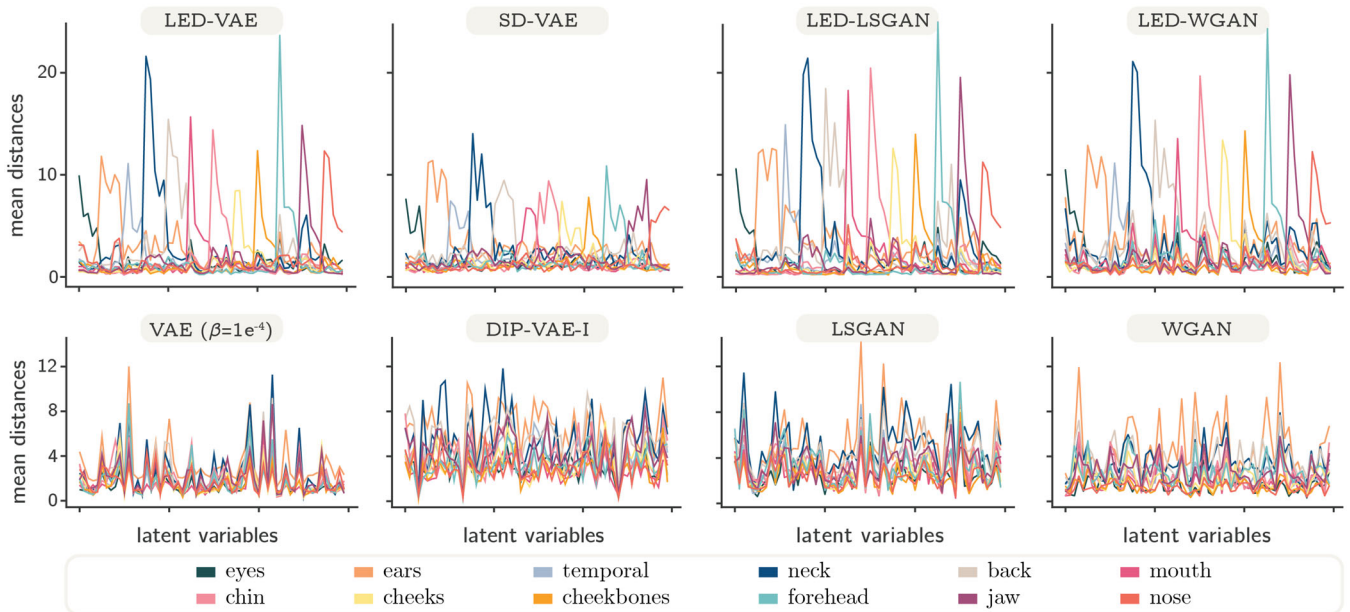 LED-VAE SD-VAE LED-LSGAN LED-WGAN
mean distances
20
10
0
VAE (β=1e⁻⁴) DIP-VAE-I LSGAN WGAN
mean distances
12
8
4
0
latent variables latent variables latent variables latent variables
eyes ears temporal neck back mouth
chin cheeks cheekbones forehead jaw nose